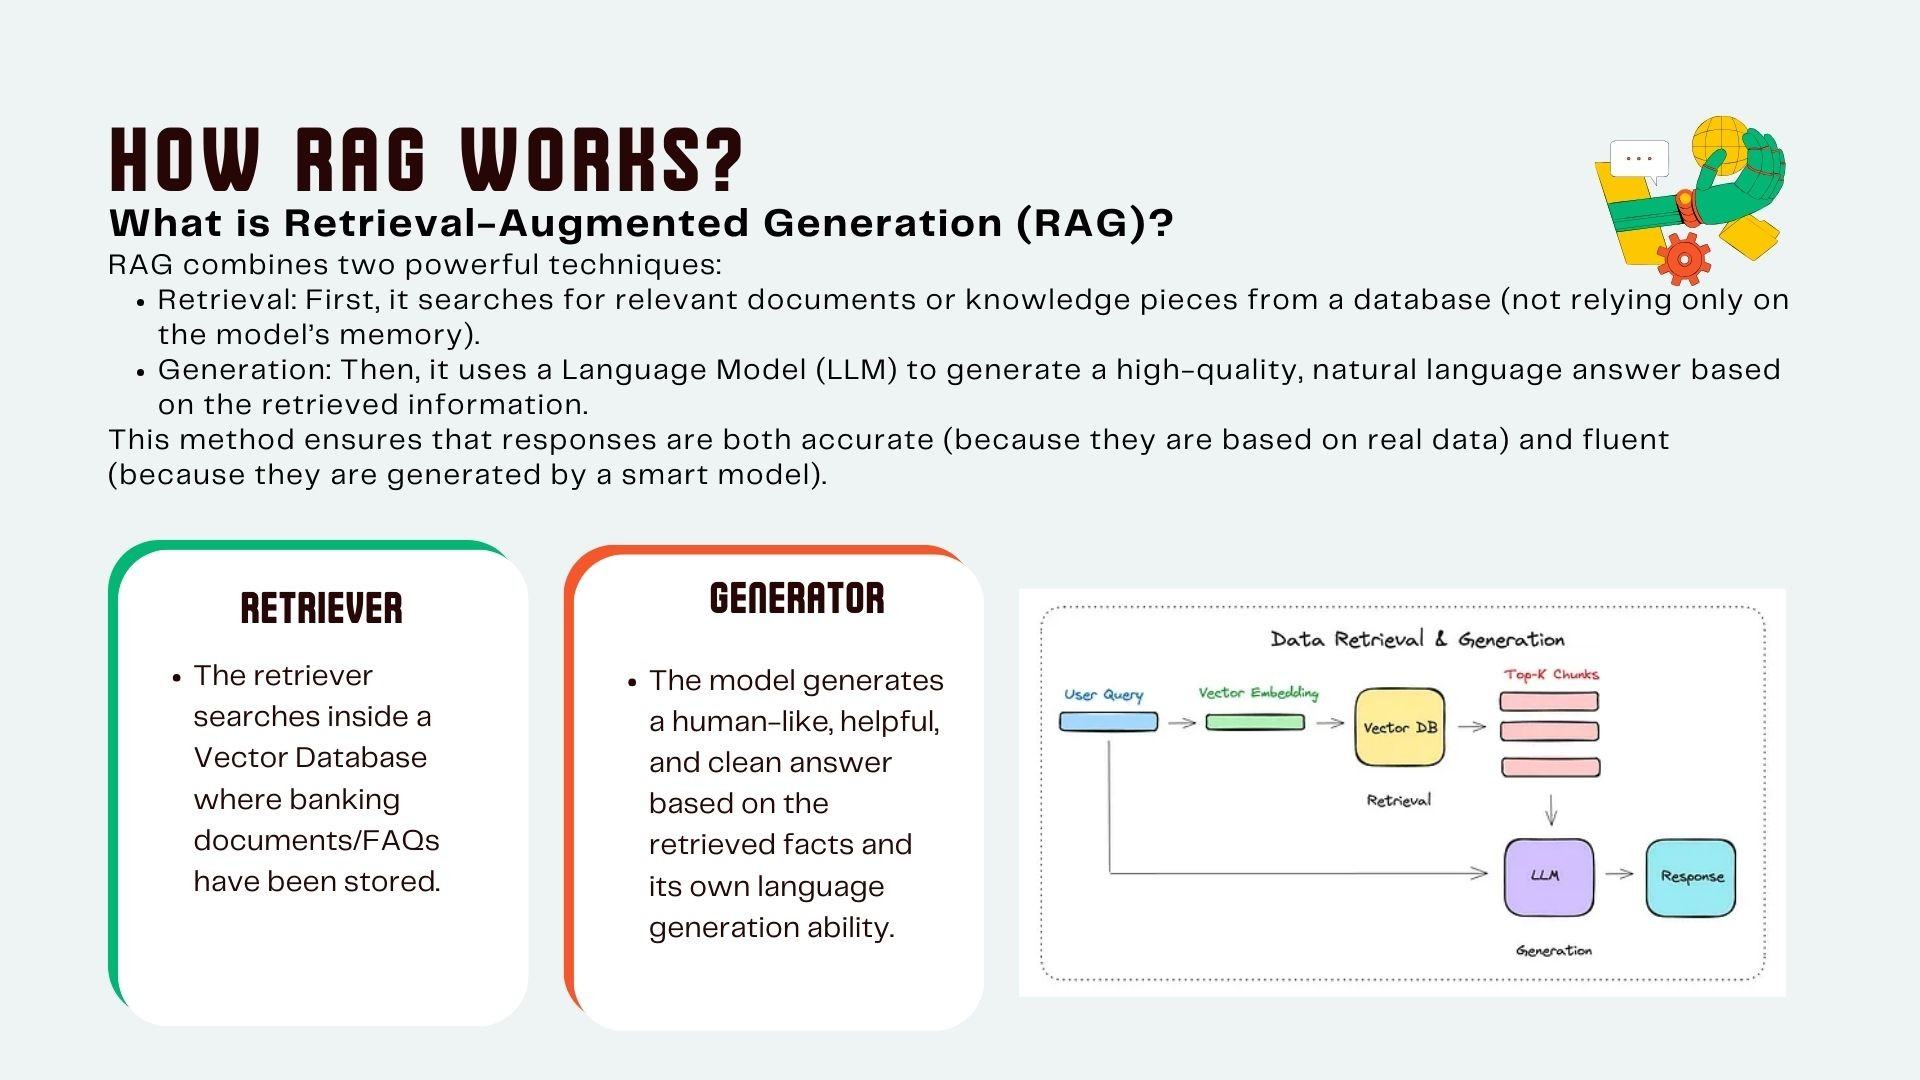 HOW RAG WORKS?
What is Retrieval-Augmented Generation (RAG)?
RAG combines two powerful techniques:
• Retrieval: First, it searches for relevant documents or knowledge pieces from a database (not relying only on
the model’s memory).
• Generation: Then, it uses a Language Model (LLM) to generate a high-quality, natural language answer based
on the retrieved information.
This method ensures that responses are both accurate (because they are based on real data) and fluent
(because they are generated by a smart model).
RETRIEVER
• The retriever
searches inside a
Vector Database
where banking
documents/FAQs
have been stored.
GENERATOR
• The model generates
a human-like, helpful,
and clean answer
based on the
retrieved facts and
its own language
generation ability.
Data Retrieval & Generation
User Query
Vector Embedding
Vector DB
Top-K Chunks
Retrieval
LLM
Response
Generation